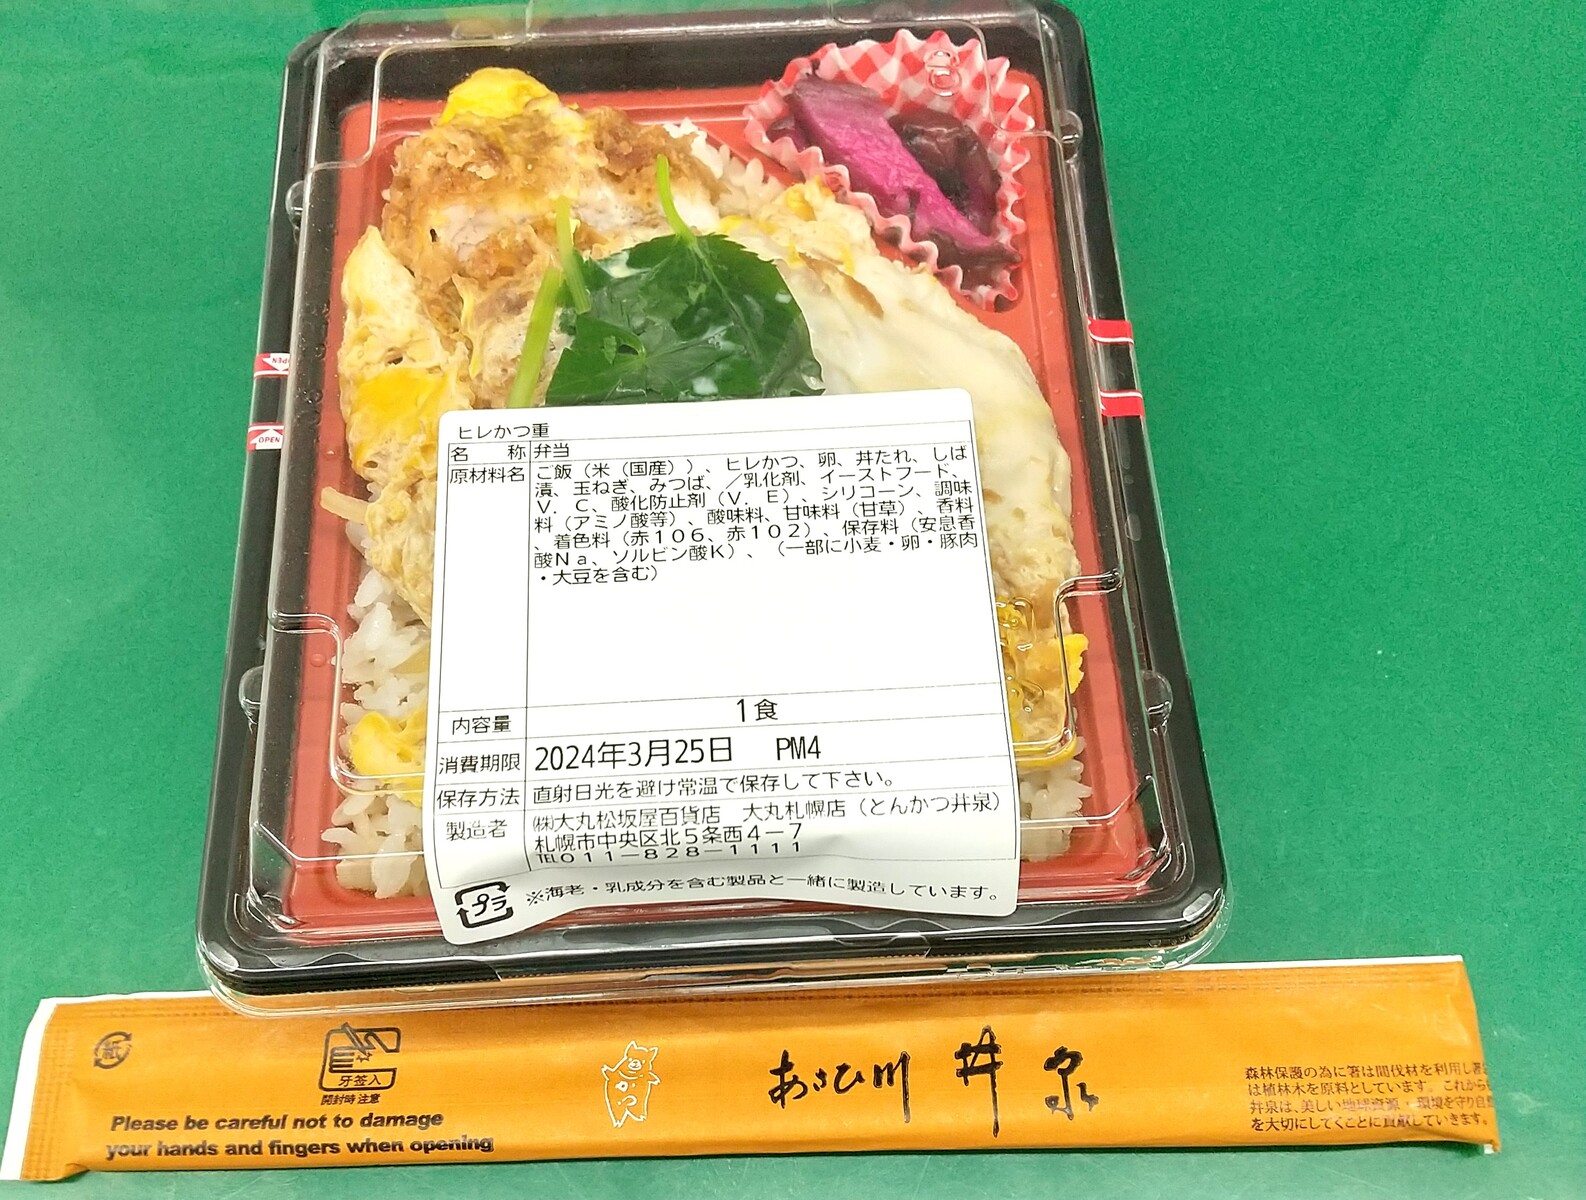 OPEN
OPEN
ヒレかつ重
名　称 弁当
原材料名 ご飯（米（国産））、ヒレかつ、卵、丼たれ、しば
漬、玉ねぎ、みつば、／乳化剤、イーストフード、
Ｖ．Ｃ、酸化防止剤（Ｖ．Ｅ）、シリコーン、調味
料（アミノ酸等）、酸味料、甘味料（甘草）、香料
、着色料（赤１０６、赤１０２）、保存料（安息香
酸Ｎａ、ソルビン酸Ｋ）、（一部に小麦・卵・豚肉
・大豆を含む）
内容量 1食
消費期限 2024年3月25日　PM4
保存方法 直射日光を避け常温で保存して下さい。
製造者 ㈱大丸松坂屋百貨店　大丸札幌店（とんかつ井泉）
札幌市中央区北５条西４－７
℡０１１－８２８－１１１１
プラ ※海老・乳成分を含む製品と一緒に製造しています。
紙
牙签入
開封時注意
Please be careful not to damage
your hands and fingers when opening
あさひ川 井泉
森林保護の為に箸は間伐材を利用し
は植林木を原料としています。これから
井泉は、美しい地球資源・環境を守り
を大切にしてくことに貢献していきます。